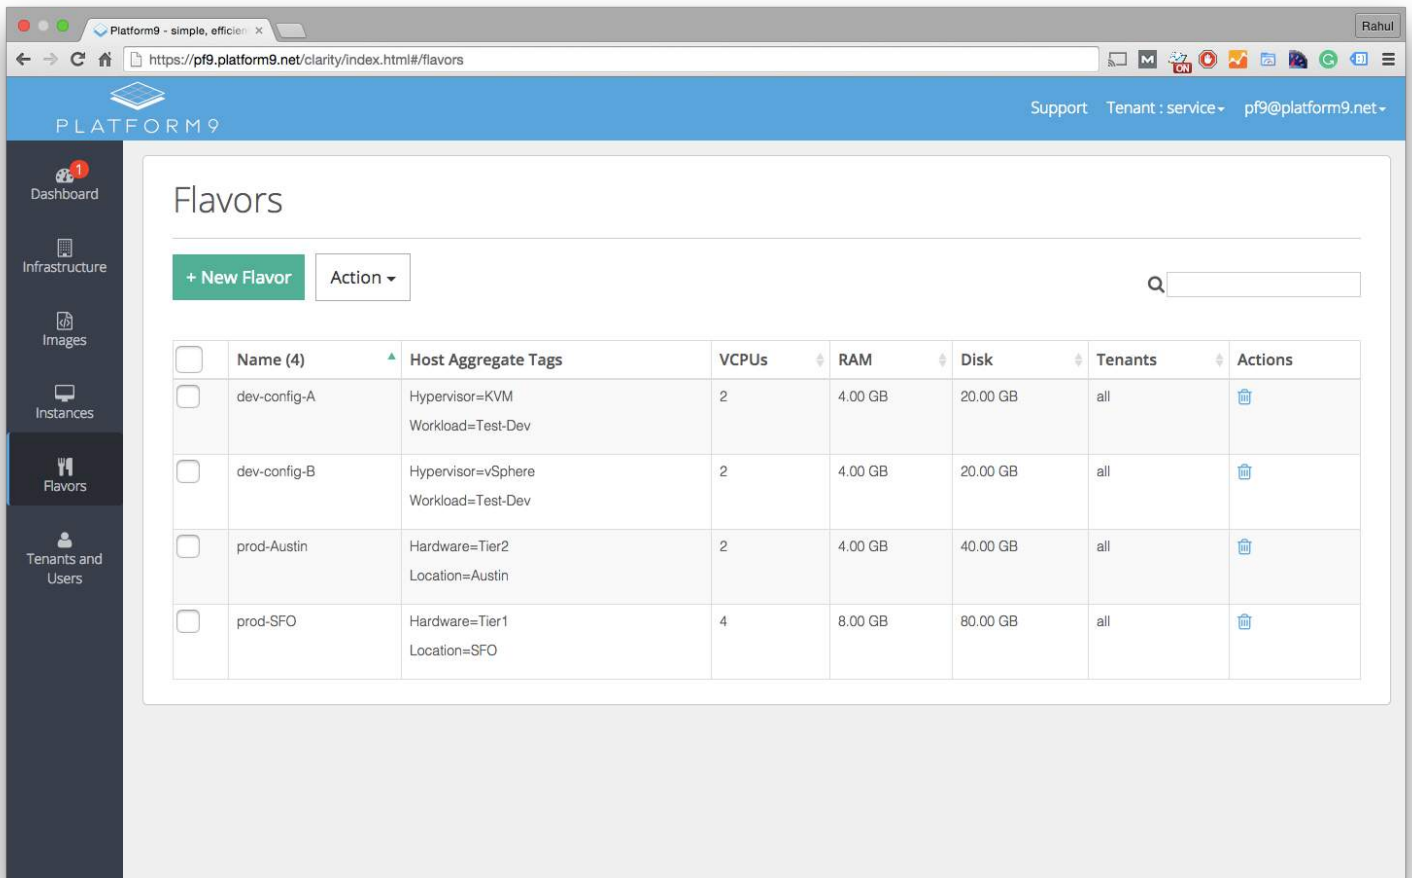 Platform9 - simple, efficien
Rahul
https://pf9.platform9.net/clarity/index.html#/flavors
M
ON
PLATFORM9
Support Tenant : service pf9@platform9.net
1
Dashboard
Infrastructure
Images
Instances
Flavors
Tenants and
Users
Flavors
+ New Flavor Action
Name (4) Host Aggregate Tags VCPUs RAM Disk Tenants Actions
dev-config-A Hypervisor=KVM 2 4.00 GB 20.00 GB all
Workload=Test-Dev
dev-config-B Hypervisor=vSphere 2 4.00 GB 20.00 GB all
Workload=Test-Dev
prod-Austin Hardware=Tier2 2 4.00 GB 40.00 GB all
Location=Austin
prod-SFO Hardware=Tier1 4 8.00 GB 80.00 GB all
Location=SFO